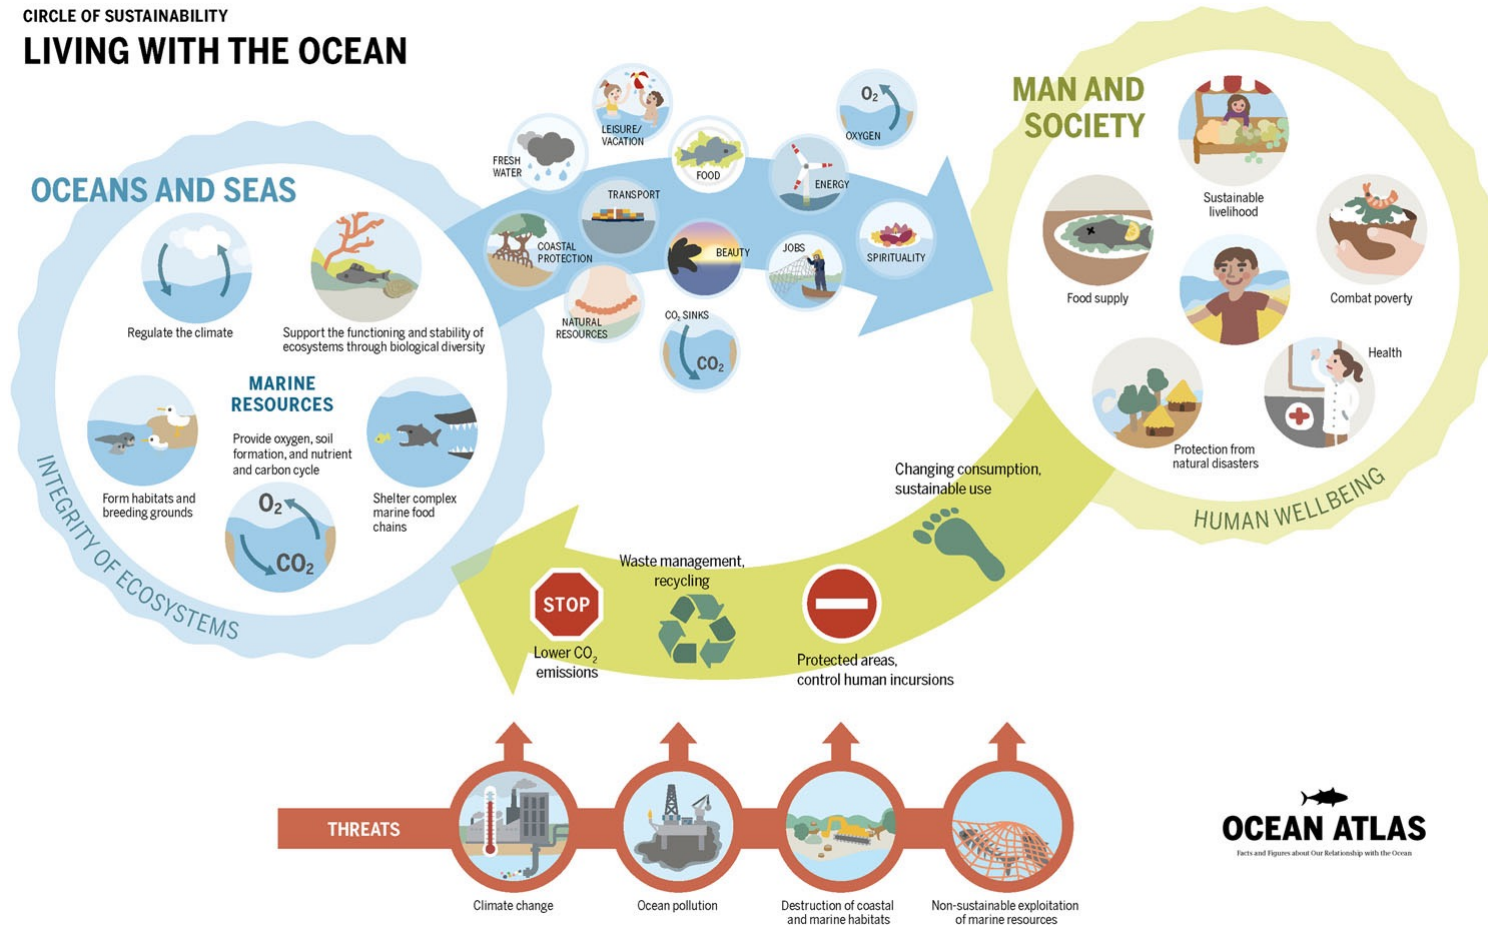 CIRCLE OF SUSTAINABILITY
LIVING WITH THE OCEAN
OCEANS AND SEAS
Regulate the climate
Support the functioning and stability of
ecosystems through biological diversity
MARINE
RESOURCES
Provide oxygen, soil
formation, and nutrient
and carbon cycle
O₂
CO₂
Form habitats and
breeding grounds
Shelter complex
marine food
chains
INTEGRITY OF ECOSYSTEMS
FRESH
WATER
LEISURE/
VACATION
FOOD
ENERGY
O₂
OXYGEN
COASTAL
PROTECTION
TRANSPORT
BEAUTY
JOBS
SPIRITUALITY
NATURAL
RESOURCES
CO₂ SINKS
CO₂
MAN AND
SOCIETY
Sustainable
livelihood
Food supply
Combat poverty
Health
Protection from
natural disasters
HUMAN WELLBEING
Changing consumption,
sustainable use
Waste management,
recycling
STOP
Lower CO₂
emissions
Protected areas,
control human incursions
THREATS
Climate change
Ocean pollution
Destruction of coastal
and marine habitats
Non-sustainable exploitation
of marine resources
OCEAN ATLAS
Facts and Figures about Our Relationship with the Ocean